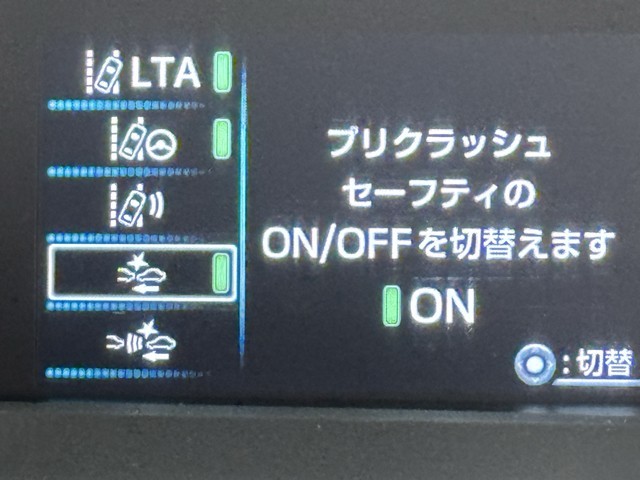 LTA
プリクラッシュ
セーフティの
ON/OFFを切替えます
ON
:切替